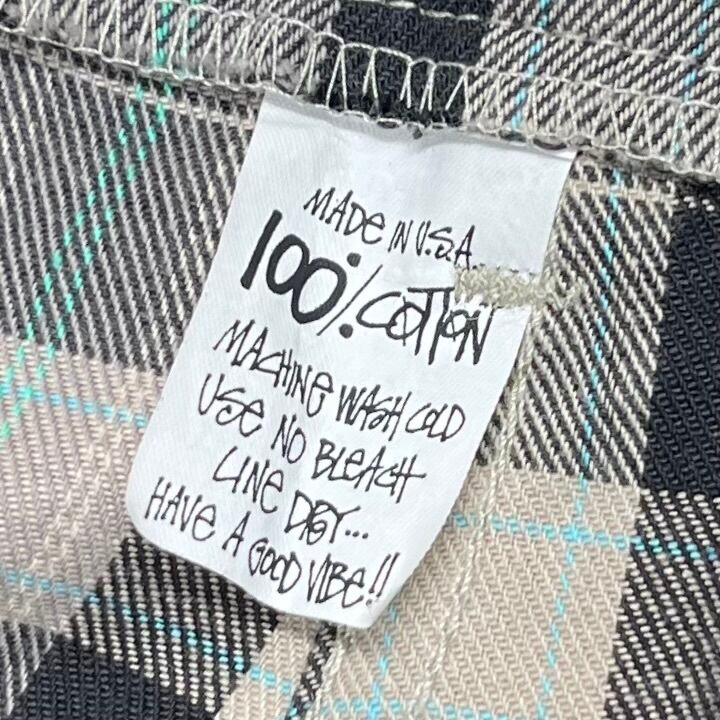 MADE IN U.S.A.
100% COTTON
MACHINE WASH COLD
USE NO BLEACH
LINE DRY...
HAVE A GOOD VIBE!!